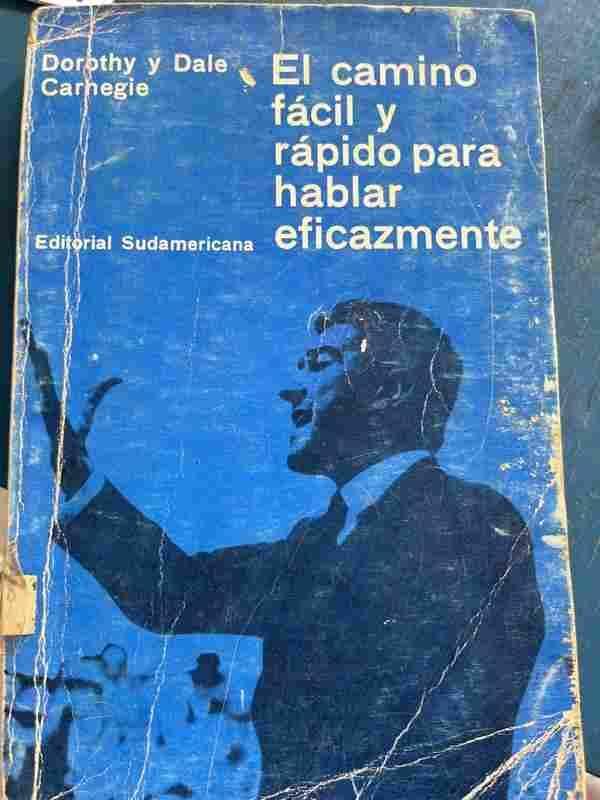 Dorothy y Dale
Carnegie
El camino
fácil y
rápido para
hablar
eficazmente
Editorial Sudamericana